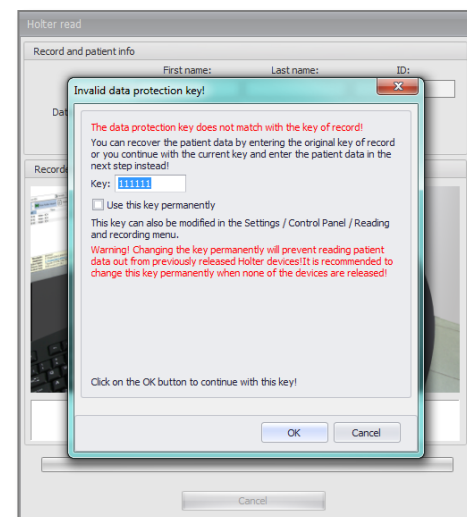 Holter read
Record and patient info
First name: Last name: ID:
Invalid data protection key!
Dat
The data protection key does not match with the key of record!
You can recover the patient data by entering the original key of record
or you continue with the current key and enter the patient data in the
next step instead!
Recorde
Key: 111111
Use this key permanently
This key can also be modified in the Settings / Control Panel / Reading
and recording menu.
Warning! Changing the key permanently will prevent reading patient
data out from previously released Holter devices!It is recommended to
change this key permanently when none of the devices are released!
Click on the OK button to continue with this key!
OK Cancel
Cancel